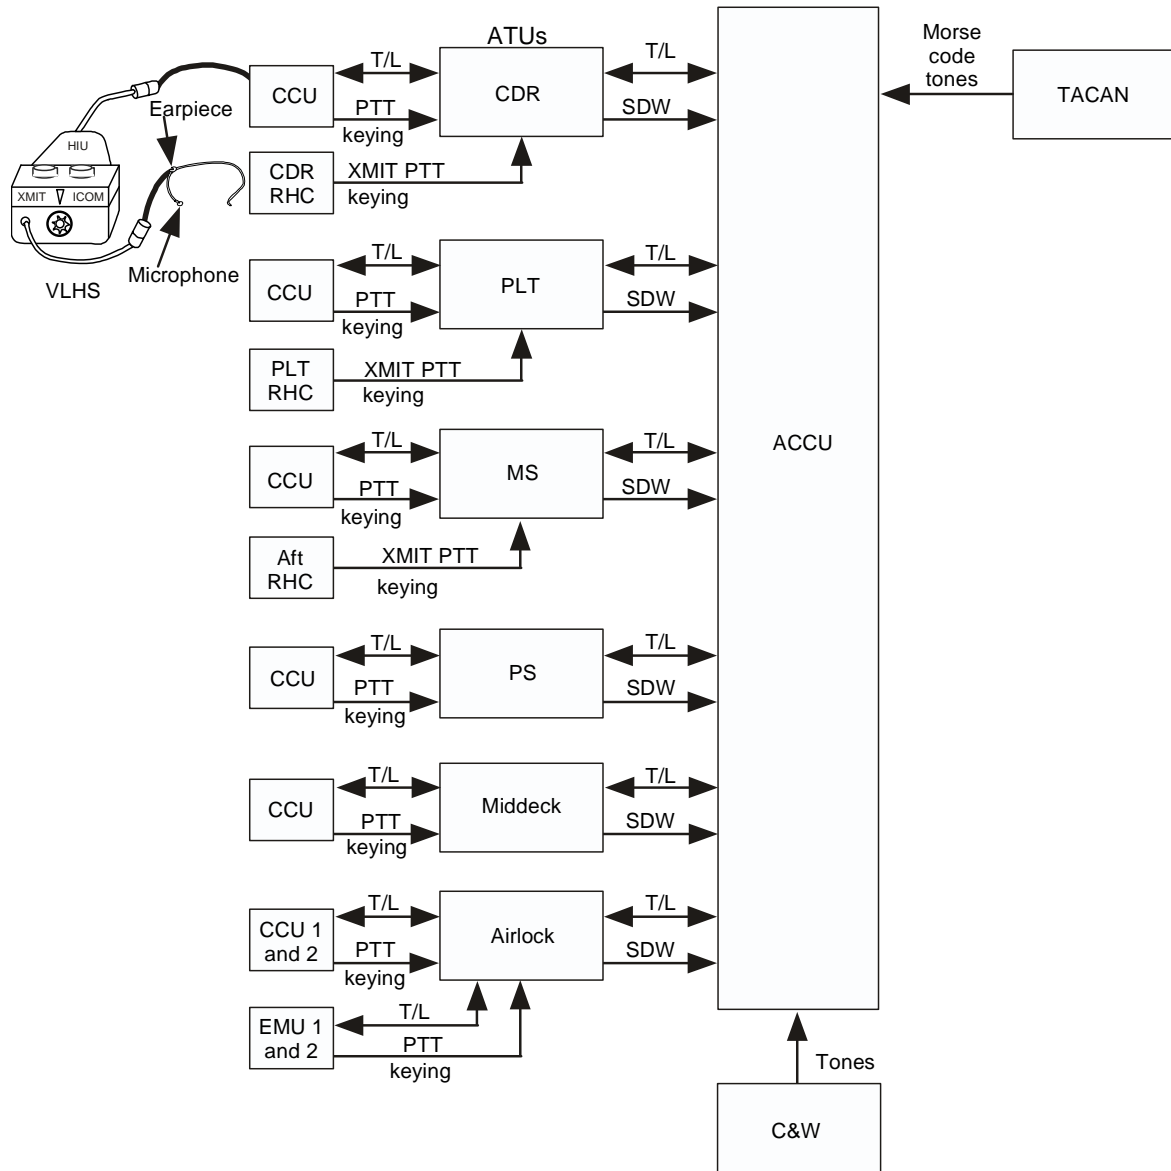 ATUs
T/L
T/L
CCU
CDR
PTT
keying
SDW
Morse
code
tones
TACAN
Earpiece
HIU
XMIT
ICOM
CDR
RHC
XMIT PTT
keying
Microphone
VLHS
T/L
T/L
CCU
PLT
PTT
keying
SDW
PLT
RHC
XMIT PTT
keying
T/L
T/L
CCU
MS
PTT
keying
SDW
ACCU
Aft
RHC
XMIT PTT
keying
T/L
T/L
CCU
PS
PTT
keying
SDW
T/L
T/L
CCU
Middeck
PTT
keying
SDW
T/L
T/L
CCU 1
and 2
Airlock
PTT
keying
SDW
EMU 1
and 2
T/L
PTT
keying
Tones
C&W